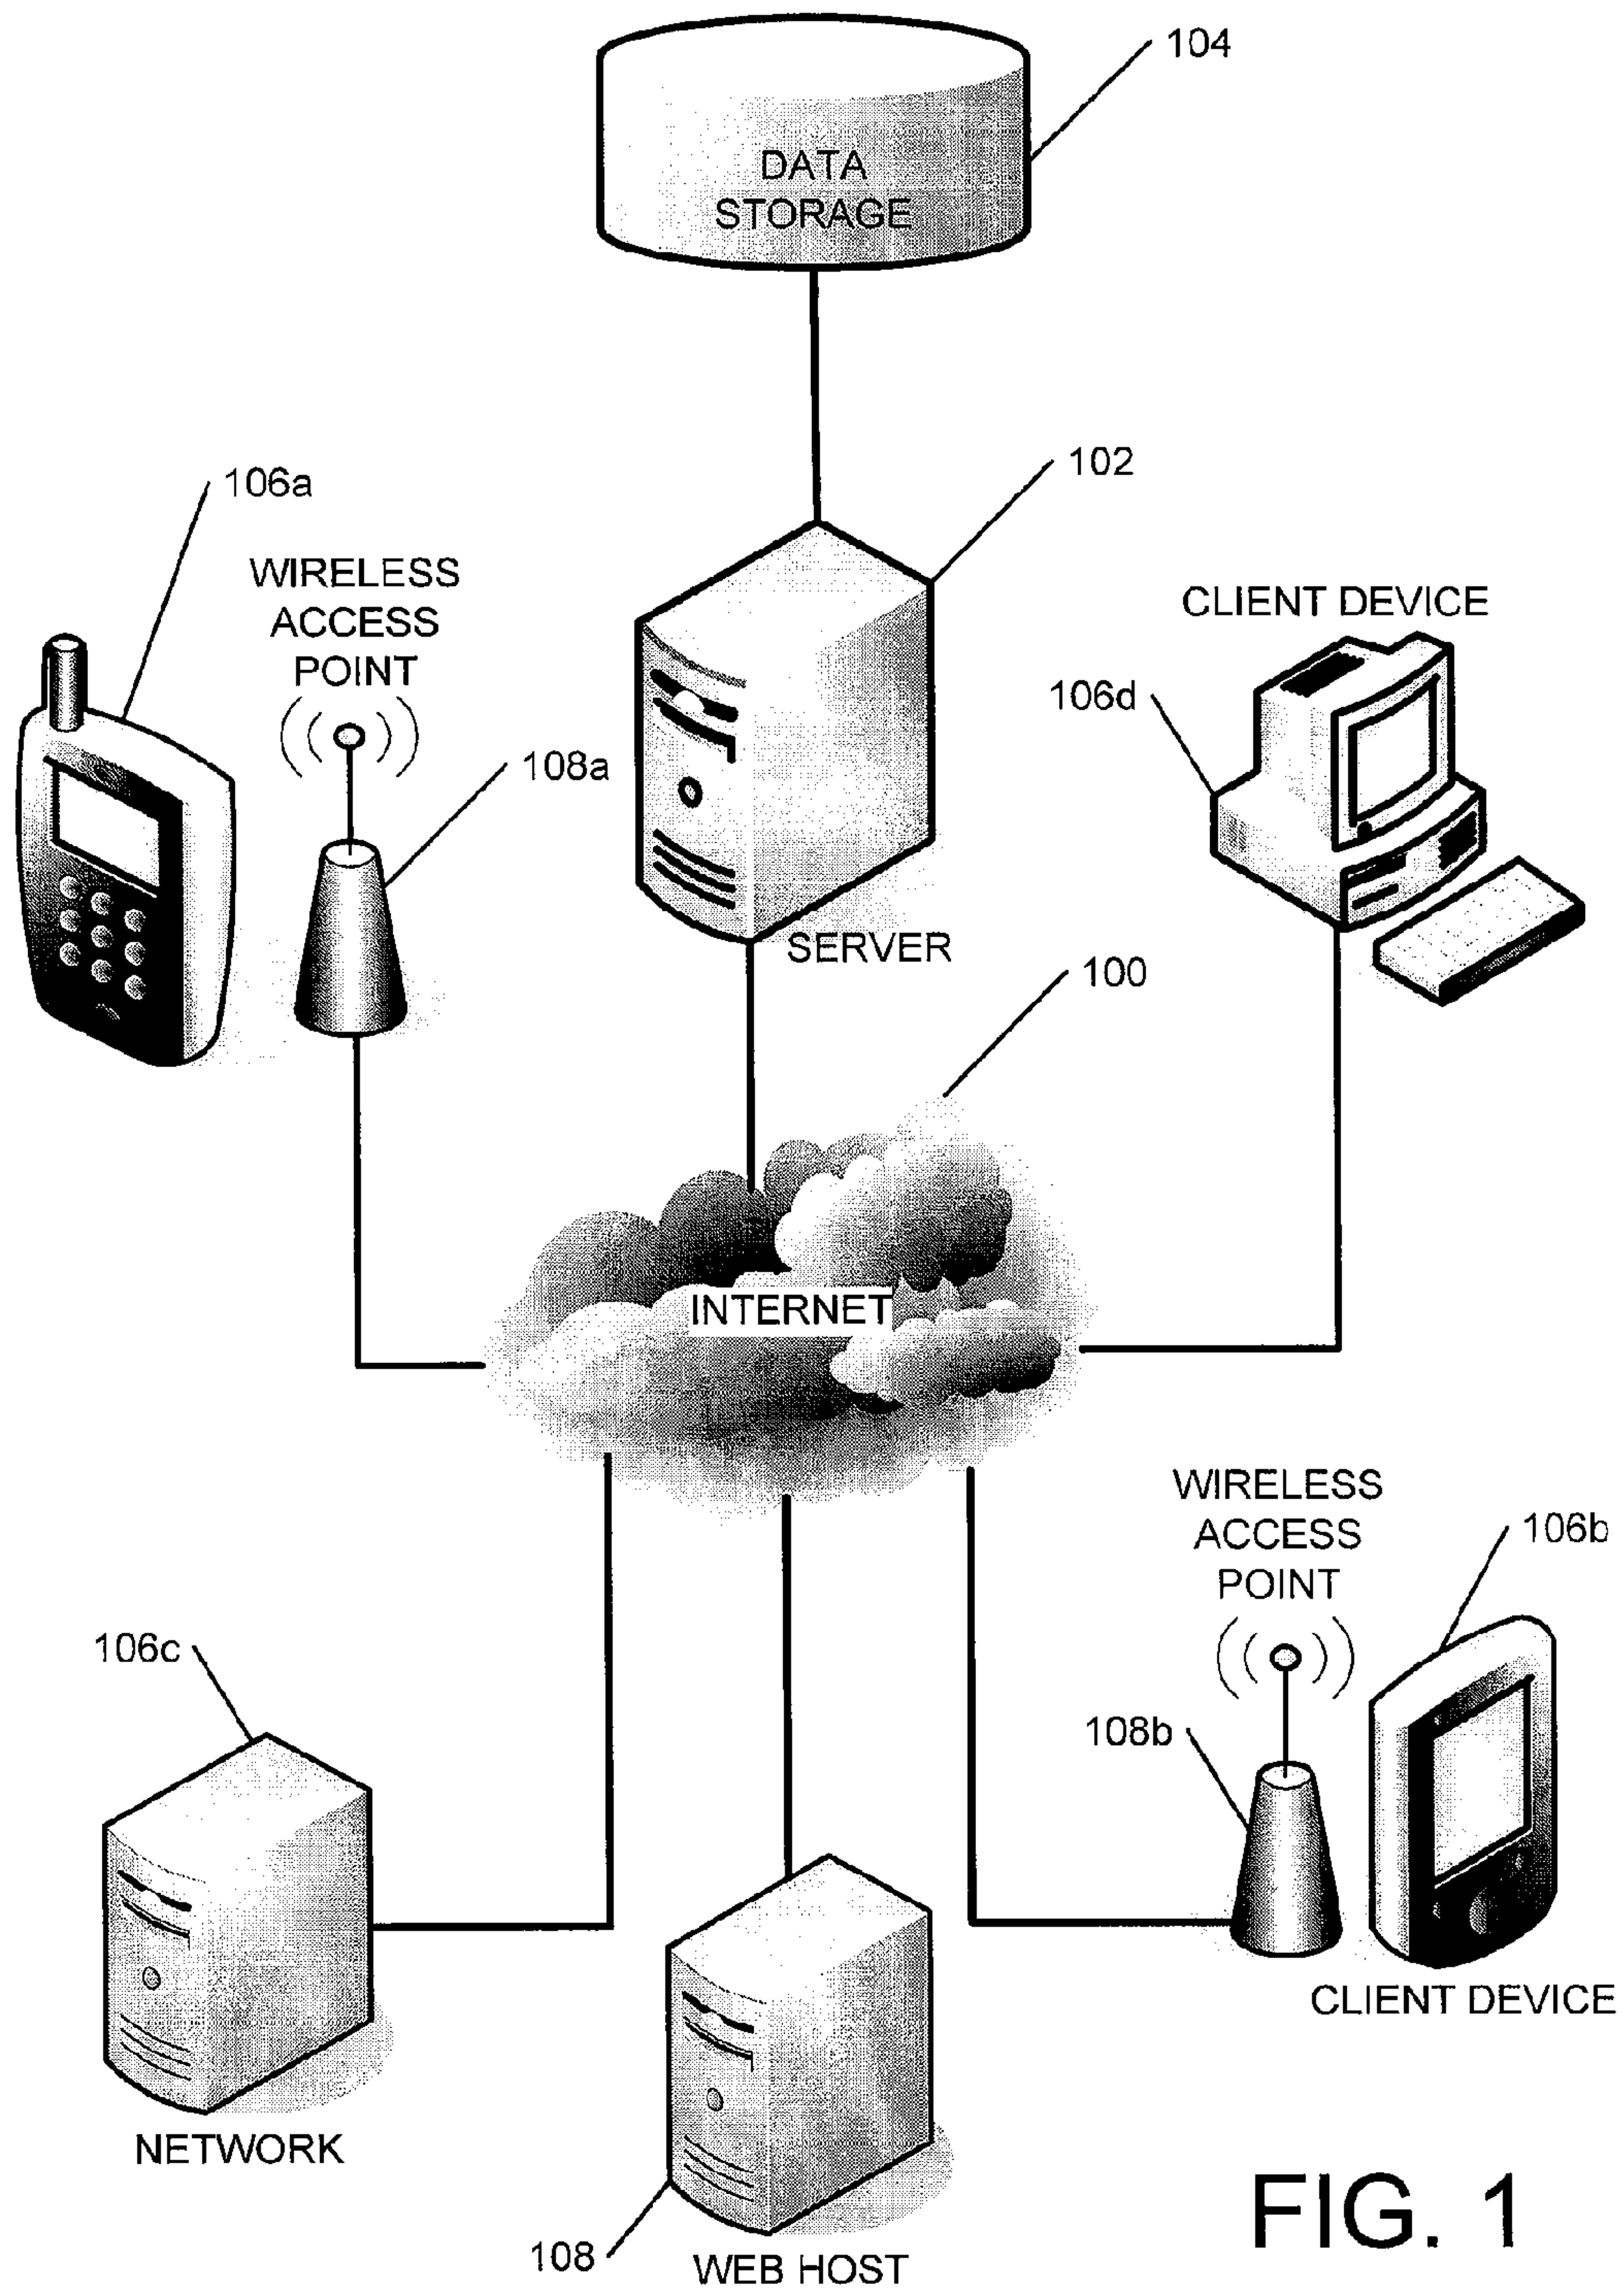 104
DATA
STORAGE
102
106a
WIRELESS
ACCESS
POINT
CLIENT DEVICE
106d
108a
SERVER
100
INTERNET
WIRELESS
ACCESS
POINT
106b
106c
108b
CLIENT DEVICE
NETWORK
108
WEB HOST
FIG. 1